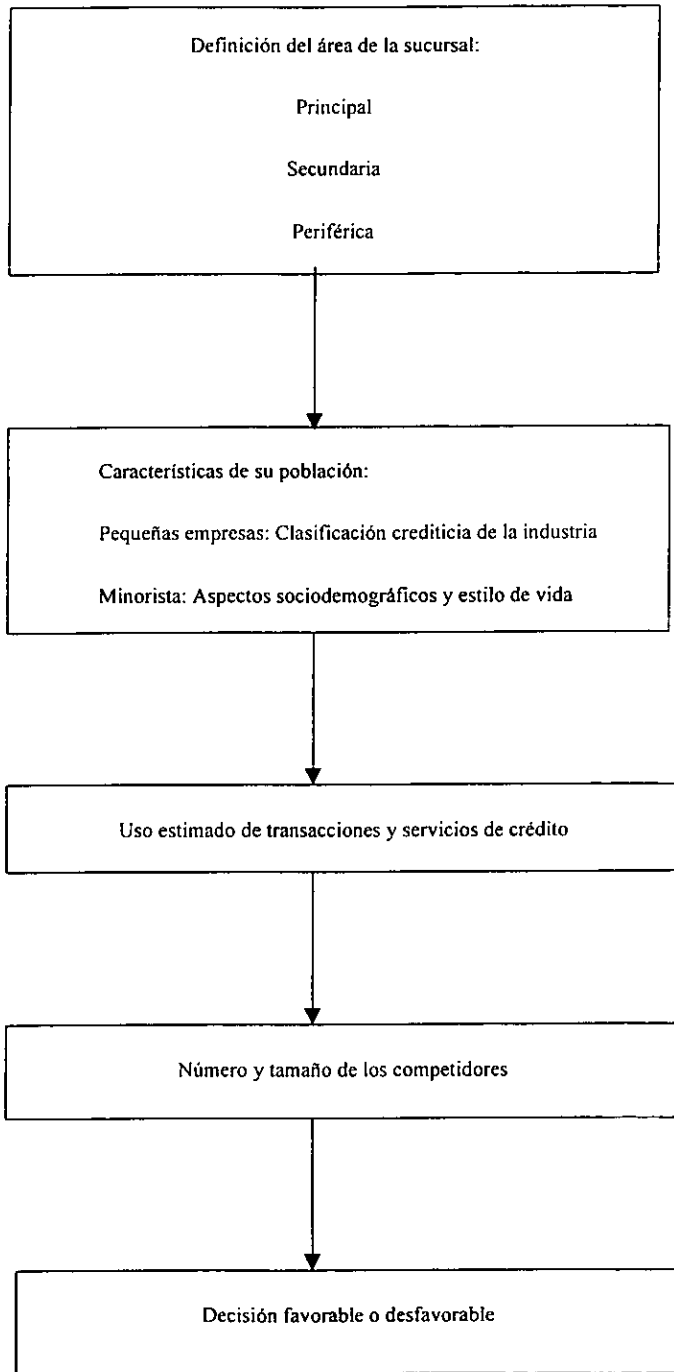 Definición del área de la sucursal:
Principal
Secundaria
Periférica
Características de su población:
Pequeñas empresas: Clasificación crediticia de la industria
Minorista: Aspectos sociodemográficos y estilo de vida
Uso estimado de transacciones y servicios de crédito
Número y tamaño de los competidores
Decisión favorable o desfavorable